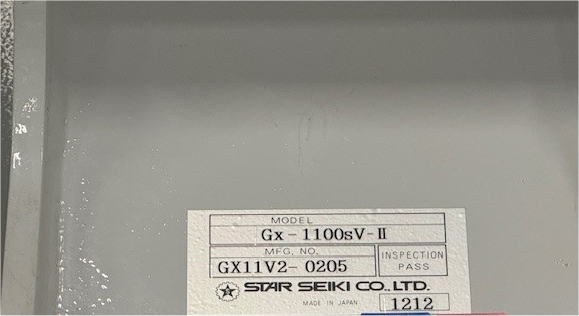 MODEL
Gx-1100sV-II
MFG. NO.
GX11V2-0205
INSPECTION
PASS
STAR SEIKI CO.,LTD.
MADE IN JAPAN
1212